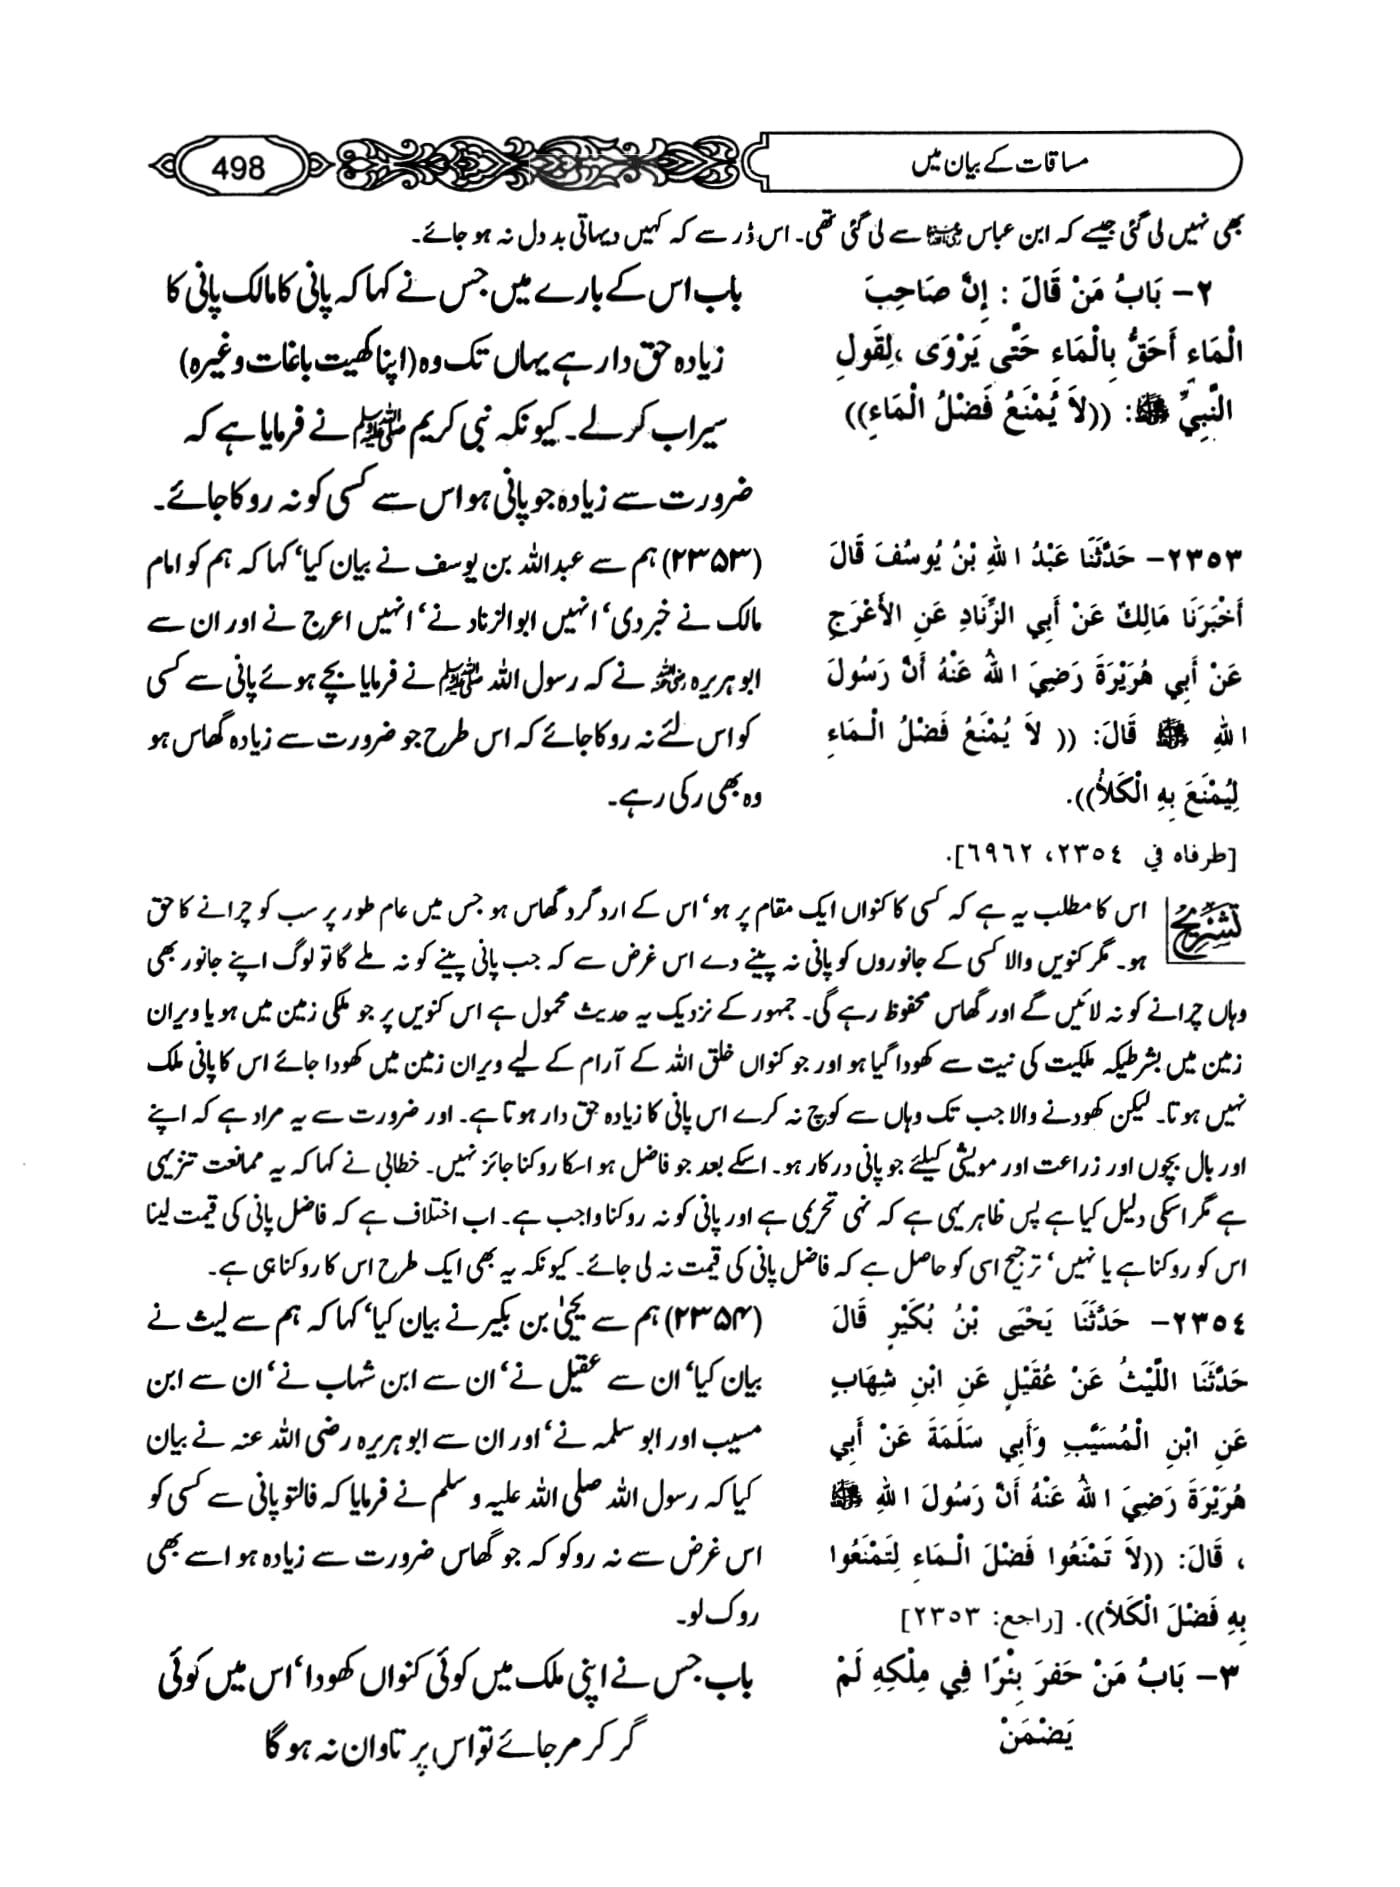 مساقات کے بیان میں
498
بھی نہیں لی گئی جیسے کہ ابن عباس رضی اللہ عنہما سے لی گئی تھی۔ اس ڈر سے کہ کہیں دیہاتی بد دل نہ ہو جائے۔
٢- بَابُ مَنْ قَالَ : إِنَّ صَاحِبَ
الْمَاءِ أَحَقُّ بِالْمَاءِ حَتَّى يَرْوَى ،لِقَولِ
النَّبِيِّ ﷺ: ((لاَ يُمْنَعُ فَضْلُ الْمَاءِ))
باب اس کے بارے میں جس نے کہا کہ پانی کا مالک پانی کا
زیادہ حق دار ہے یہاں تک وہ (اپنا کھیت باغات وغیرہ)
سیراب کر لے۔ کیونکہ نبی کریم ﷺ نے فرمایا ہے کہ
ضرورت سے زیادہ جو پانی ہو اس سے کسی کو نہ روکا جائے۔
٢٣٥٣- حَدَّثَنَا عَبْدُ اللهِ بْنُ يُوسُفَ قَالَ
أَخْبَرَنَا مَالِكٌ عَنْ أَبِي الزِّنَادِ عَنِ الأَعْرَجِ
عَنْ أَبِي هُرَيْرَةَ رَضِيَ اللهُ عَنْهُ أَنَّ رَسُولَ
اللهِ ﷺ قَالَ: (( لاَ يُمْنَعُ فَضْلُ الْمَاءِ
لِيُمْنَعَ بِهِ الْكَلأُ)).
[طرفاه في ٢٣٥٤، ٦٩٦٢].
(۲۳۵۳) ہم سے عبداللہ بن یوسف نے بیان کیا‘ کہا کہ ہم کو امام
مالک نے خبر دی‘ انہیں ابوالزناد نے‘ انہیں اعرج نے اور ان سے
ابو ہریرہ رضی اللہ عنہ نے کہ رسول اللہ ﷺ نے فرمایا بچے ہوئے پانی سے کسی
کو اس لئے نہ روکا جائے کہ اس طرح جو ضرورت سے زیادہ گھاس ہو
وہ بھی رکی رہے۔
تشریح
اس کا مطلب یہ ہے کہ کسی کا کنواں ایک مقام پر ہو‘ اس کے ارد گرد گھاس ہو جس میں عام طور پر سب کو چرانے کا حق
ہو۔ مگر کنویں والا کسی کے جانوروں کو پانی نہ پینے دے اس غرض سے کہ جب پانی پینے کو نہ ملے گا تو لوگ اپنے جانور بھی
وہاں چرانے کو نہ لائیں گے اور گھاس محفوظ رہے گی۔ جمہور کے نزدیک یہ حدیث محمول ہے اس کنویں پر جو ملکی زمین میں ہو یا ویران
زمین میں بشرطیکہ ملکیت کی نیت سے کھودا گیا ہو اور جو کنواں خلق اللہ کے آرام کے لیے ویران زمین میں کھودا جائے اس کا پانی ملک
نہیں ہوتا۔ لیکن کھودنے والا جب تک وہاں سے کوچ نہ کرے اس پانی کا زیادہ حق دار ہوتا ہے۔ اور ضرورت سے یہ مراد ہے کہ اپنے
اور بال بچوں اور زراعت اور مویشی کیلئے جو پانی درکار ہو۔ اسکے بعد جو فاضل ہو اسکا روکنا جائز نہیں۔ خطابی نے کہا کہ یہ ممانعت تنزیہی
ہے مگر اسکی دلیل کیا ہے پس ظاہر یہی ہے کہ نہی تحریمی ہے اور پانی کو نہ روکنا واجب ہے۔ اب اختلاف ہے کہ فاضل پانی کی قیمت لینا
اس کو روکنا ہے یا نہیں‘ ترجیح اسی کو حاصل ہے کہ فاضل پانی کی قیمت نہ لی جائے۔ کیونکہ یہ بھی ایک طرح اس کا روکنا ہی ہے۔
٢٣٥٤- حَدَّثَنَا يَحْيَى بْنُ بُكَيْرٍ قَالَ
حَدَّثَنَا اللَّيْثُ عَنْ عُقَيْلٍ عَنِ ابْنِ شِهَابٍ
عَنِ ابْنِ الْمُسَيَّبِ وَأَبِي سَلَمَةَ عَنْ أَبِي
هُرَيْرَةَ رَضِيَ اللهُ عَنْهُ أَنَّ رَسُولَ اللهِ ﷺ
، قَالَ: ((لاَ تَمْنَعُوا فَضْلَ الْمَاءِ لِتَمْنَعُوا
بِهِ فَضْلَ الْكَلأِ)). [راجع: ٢٣٥٣]
(۲۳۵۴) ہم سے یحییٰ بن بکیر نے بیان کیا‘ کہا کہ ہم سے لیث نے
بیان کیا‘ ان سے عقیل نے‘ ان سے ابن شہاب نے‘ ان سے ابن
مسیب اور ابو سلمہ نے‘ اور ان سے ابو ہریرہ رضی اللہ عنہ نے بیان
کیا کہ رسول اللہ صلی اللہ علیہ و سلم نے فرمایا کہ فالتو پانی سے کسی کو
اس غرض سے نہ روکو کہ جو گھاس ضرورت سے زیادہ ہو اسے بھی
روک لو۔
٣- بَابُ مَنْ حَفَرَ بِئْرًا فِي مِلْكِهِ لَمْ
يَضْمَنْ
باب جس نے اپنی ملک میں کوئی کنواں کھودا‘ اس میں کوئی
گر کر مر جائے تو اس پر تاوان نہ ہوگا